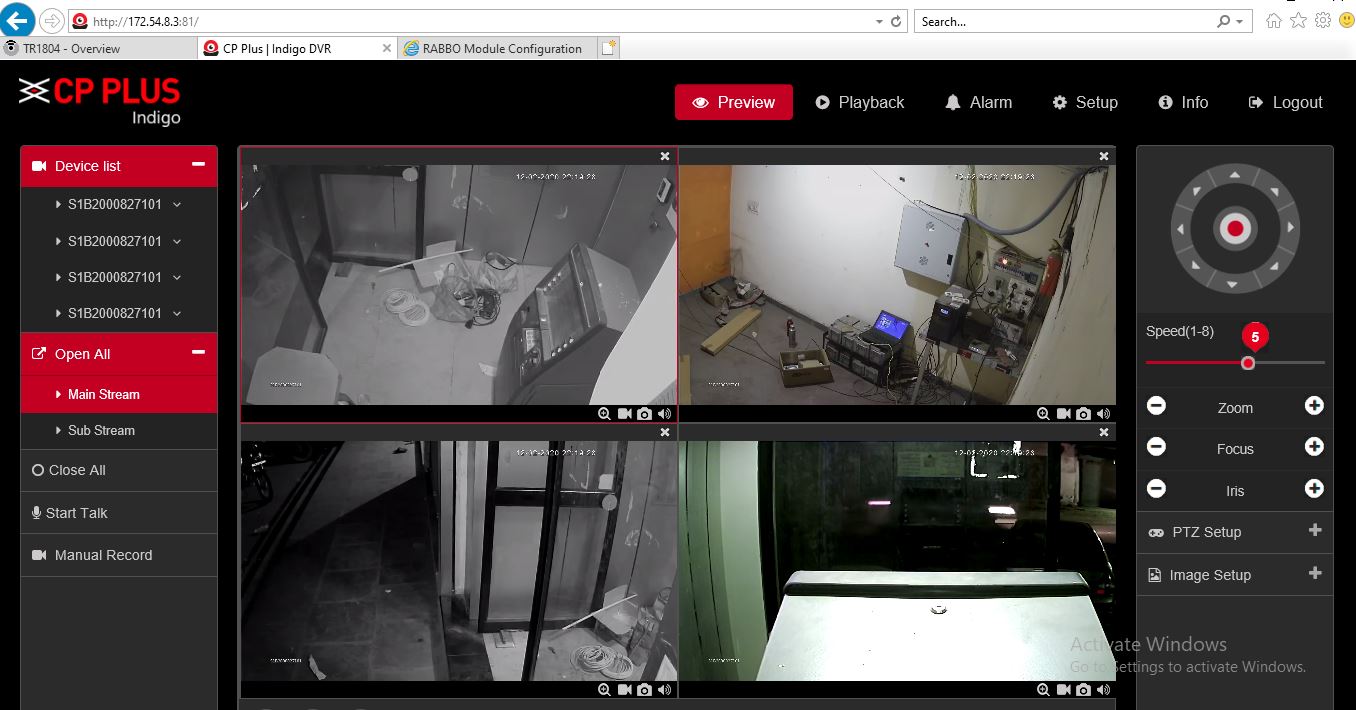 http://172.54.8.3:81/
Search...
TR1804 - Overview
CP Plus | Indigo DVR
RABBO Module Configuration
CP PLUS
Indigo
Preview
Playback
Alarm
Setup
Info
Logout
Device list
S1B2000827101
S1B2000827101
S1B2000827101
S1B2000827101
Open All
Main Stream
Sub Stream
Close All
Start Talk
Manual Record
Speed(1-8)
5
Zoom
Focus
Iris
PTZ Setup
Image Setup
Activate Windows
Go to Settings to activate Windows.